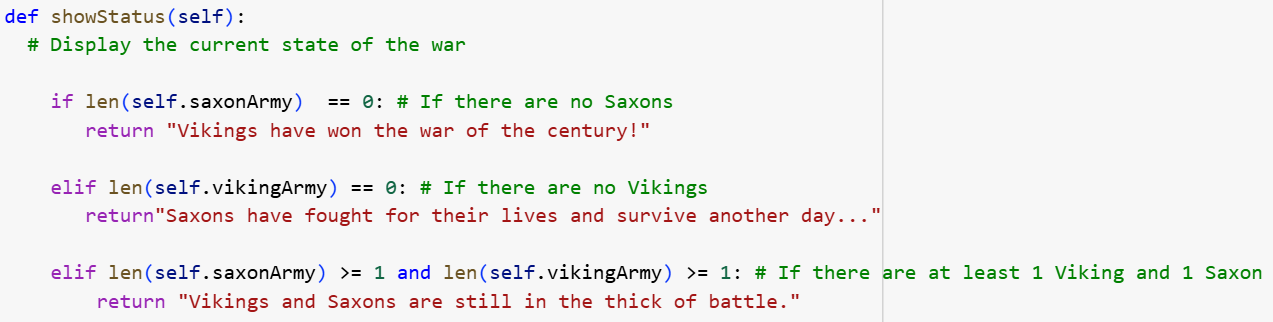 def showStatus(self):
  # Display the current state of the war
    if len(self.saxonArmy)  == 0: # If there are no Saxons
       return "Vikings have won the war of the century!"
    elif len(self.vikingArmy) == 0: # If there are no Vikings
       return"Saxons have fought for their lives and survive another day..."
    elif len(self.saxonArmy) >= 1 and len(self.vikingArmy) >= 1: # If there are at least 1 Viking and 1 Saxon
        return "Vikings and Saxons are still in the thick of battle."